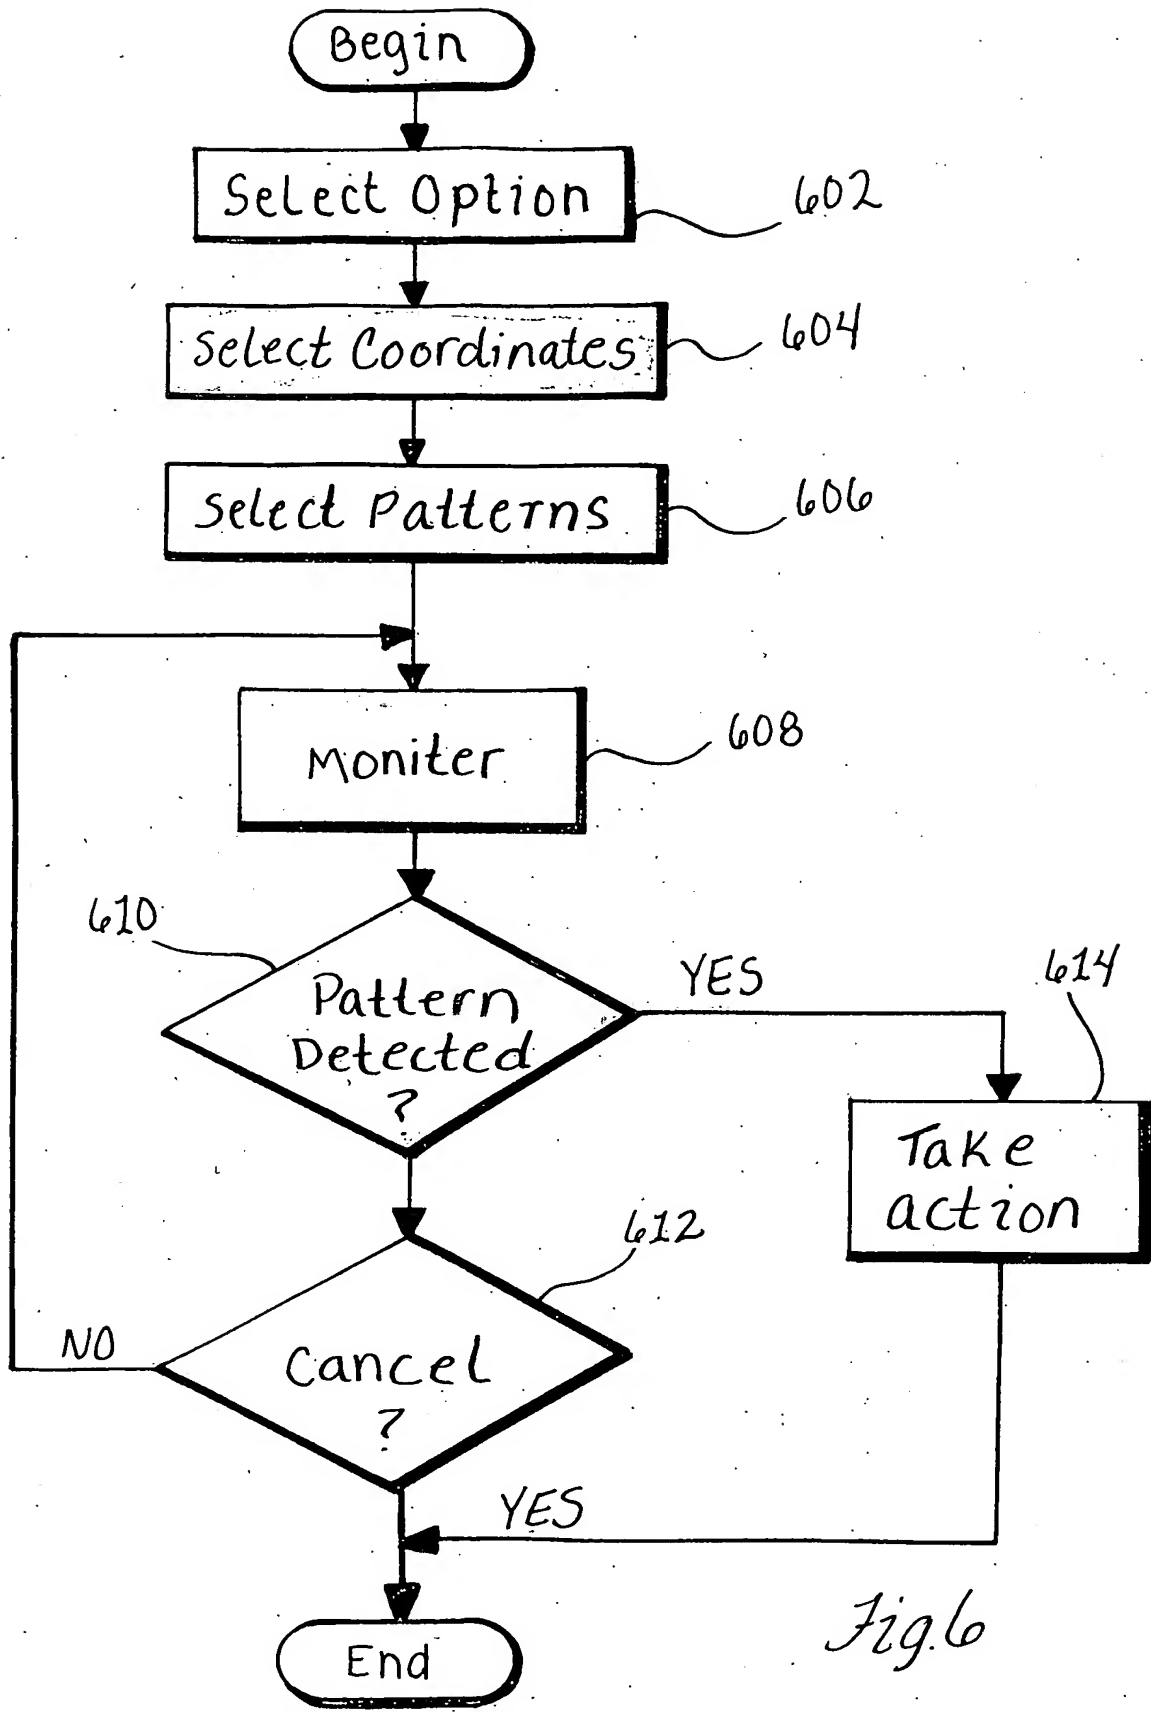 Begin
Select Option
602
Select Coordinates
604
Select Patterns
606
Moniter
608
610
Pattern
Detected
?
YES
614
Take
action
612
Cancel
?
NO
YES
End
Fig.6